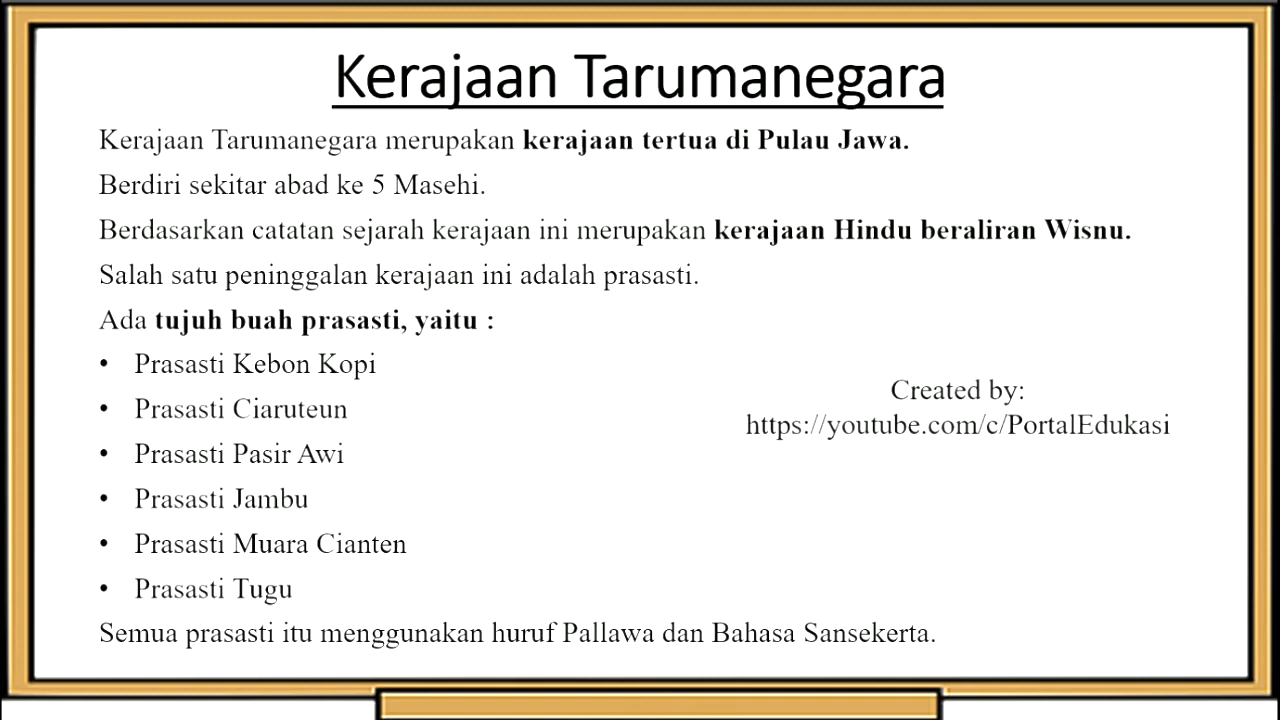 Kerajaan Tarumanegara
Kerajaan Tarumanegara merupakan kerajaan tertua di Pulau Jawa.
Berdiri sekitar abad ke 5 Masehi.
Berdasarkan catatan sejarah kerajaan ini merupakan kerajaan Hindu beraliran Wisnu.
Salah satu peninggalan kerajaan ini adalah prasasti.
Ada tujuh buah prasasti, yaitu :
• Prasasti Kebon Kopi
• Prasasti Ciaruteun
• Prasasti Pasir Awi
• Prasasti Jambu
• Prasasti Muara Cianten
• Prasasti Tugu
Semua prasasti itu menggunakan huruf Pallawa dan Bahasa Sansekerta.
Created by:
https://youtube.com/c/PortalEdukasi